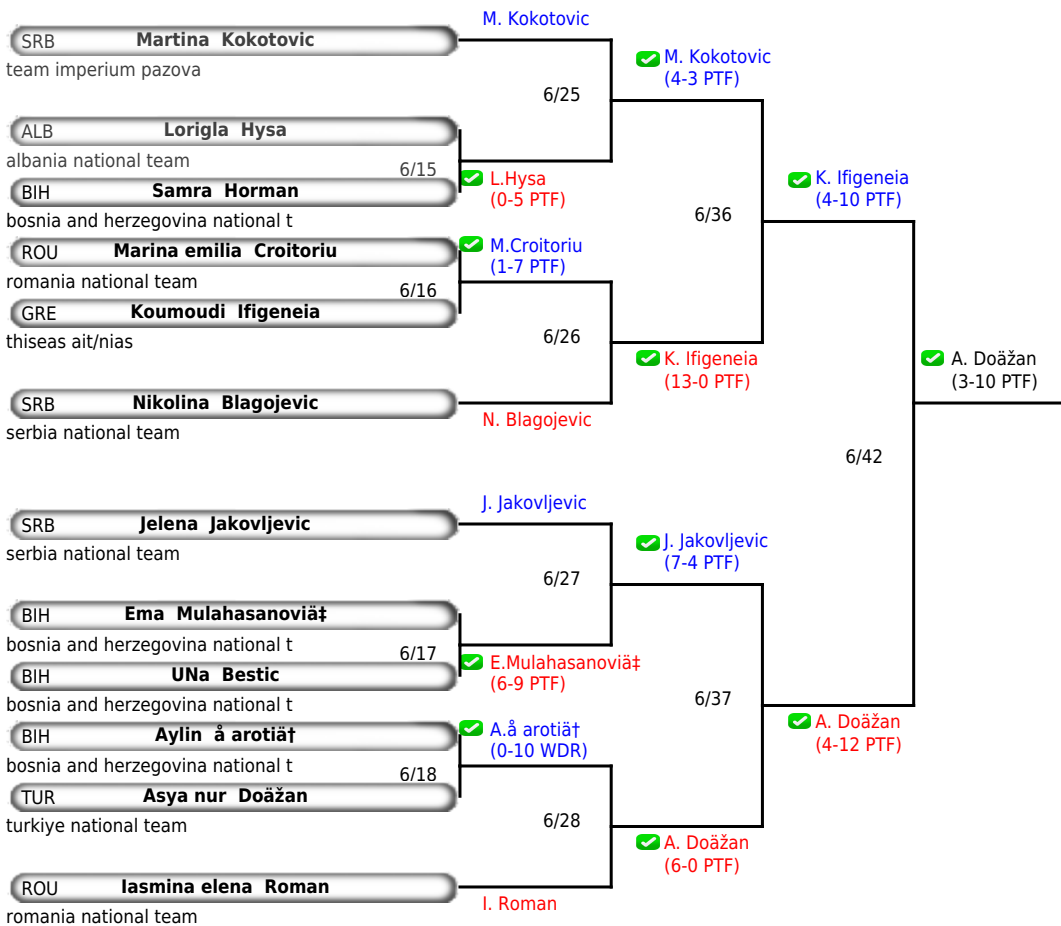 M. Kokotovic
SRB Martina Kokotovic
team imperium pazova
M. Kokotovic
(4-3 PTF)
6/25
ALB Lorigla Hysa
albania national team
6/15
L.Hysa
(0-5 PTF)
BIH Samra Horman
bosnia and herzegovina national t
K. Ifigeneia
(4-10 PTF)
6/36
ROU Marina emilia Croitoriu
romania national team
M.Croitoriu
(1-7 PTF)
6/16
GRE Koumoudi Ifigeneia
thiseas ait/nias
6/26
K. Ifigeneia
(13-0 PTF)
SRB Nikolina Blagojevic
serbia national team
N. Blagojevic
A. Doäžan
(3-10 PTF)
6/42
J. Jakovljevic
SRB Jelena Jakovljevic
serbia national team
J. Jakovljevic
(7-4 PTF)
6/27
BIH Ema Mulahasanoviä‡
bosnia and herzegovina national t
6/17
E.Mulahasanoviä‡
(6-9 PTF)
BIH UNa Bestic
bosnia and herzegovina national t
6/37
A. Doäžan
(4-12 PTF)
BIH Aylin å arotiä†
bosnia and herzegovina national t
A.å arotiä†
(0-10 WDR)
6/18
TUR Asya nur Doäžan
turkiye national team
6/28
A. Doäžan
(6-0 PTF)
ROU Iasmina elena Roman
romania national team
I. Roman